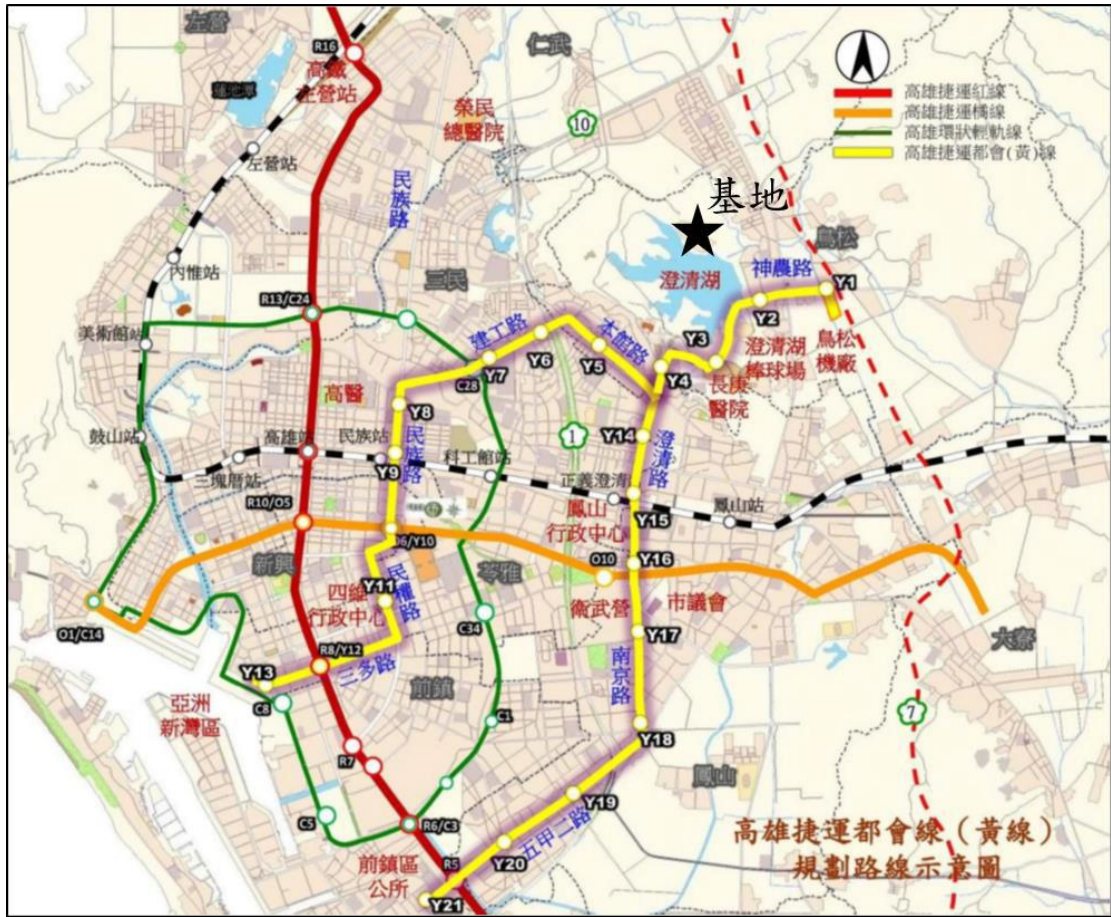 左營
仁武
R16
高鐵
左營站
蓮池潭
榮民
總醫院
10
高雄捷運紅線
高雄捷運橘線
高雄環狀輕軌線
高雄捷運都會(黃)線
左營站
民族路
基地
鳥松
內惟站
三民
澄清湖
神農路
Y1
R13/C24
Y2
美術館站
建工路
Y6
本館路
Y3
澄清湖
棒球場
鳥松
機廠
Y7
Y5
Y4
長庚
醫院
高醫
C28
Y8
鼓山站
高雄站
民族站
民族路
1
Y14
澄清路
三塊厝站
Y9
科工館站
正義澄清
鳳山站
R10/O5
鳳山
行政中心
Y15
O6/Y10
Y16
新興
苓雅
O10
Y11
民權路
四維
行政中心
衛武營
市議會
O1/C14
C34
Y17
大寮
R8/Y12
三多路
南京路
Y13
前鎮
亞洲
新灣區
C8
C1
7
Y18
R7
鳳山
Y19
C5
R6/C3
五甲二路
高雄捷運都會線（黃線）
規劃路線示意圖
Y20
前鎮區
公所
R5
Y21